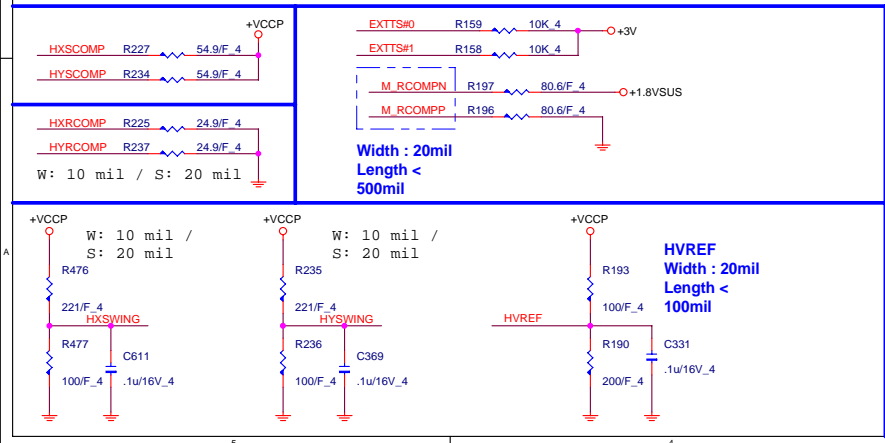 +VCCP
HXSCOMP R227 54.9/F_4
HYSCOMP R234 54.9/F_4
HXRCOMP R225 24.9/F_4
HYRCOMP R237 24.9/F_4
W: 10 mil / S: 20 mil
EXTTS#0 R159 10K_4
+3V
EXTTS#1 R158 10K_4
M_RCOMPN R197 80.6/F_4
+1.8VSUS
M_RCOMPP R196 80.6/F_4
Width : 20mil
Length <
500mil
A
+VCCP
W: 10 mil /
S: 20 mil
R476
221/F_4
HXSWING
R477
100/F_4
C611
.1u/16V_4
+VCCP
W: 10 mil /
S: 20 mil
R235
221/F_4
HYSWING
R236
100/F_4
C369
.1u/16V_4
+VCCP
R193
100/F_4
HVREF
R190
200/F_4
C331
.1u/16V_4
HVREF
Width : 20mil
Length <
100mil